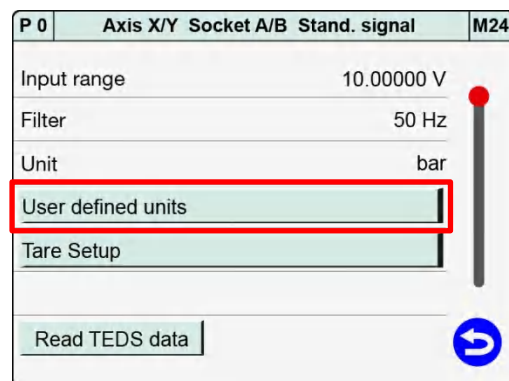 P 0 Axis X/Y Socket A/B Stand. signal M24
Input range 10.00000 V
Filter 50 Hz
Unit bar
User defined units
Tare Setup
Read TEDS data